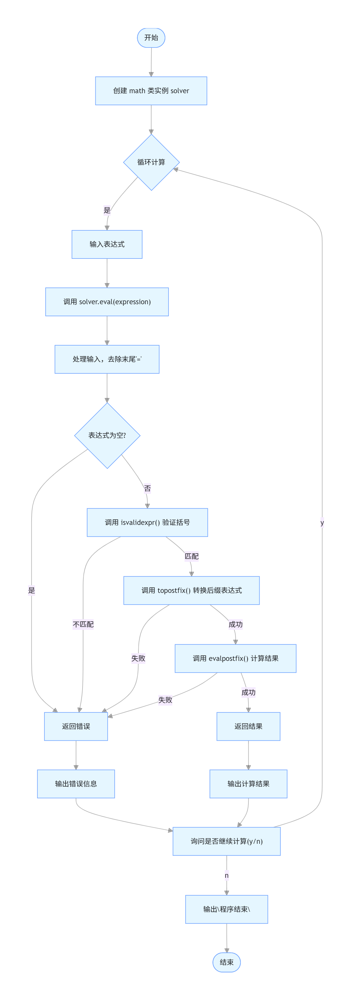 开始
创建 math 类实例 solver
循环计算
是
输入表达式
调用 solver.eval(expression)
处理输入，去除末尾'='
表达式为空?
否
调用 isvalidexpr() 验证括号
y
匹配
调用 topostfix() 转换后缀表达式
是
不匹配
成功
失败
调用 evalpostfix() 计算结果
成功
失败
返回错误
返回结果
输出错误信息
输出计算结果
询问是否继续计算(y/n)
n
输出\程序结束\
结束